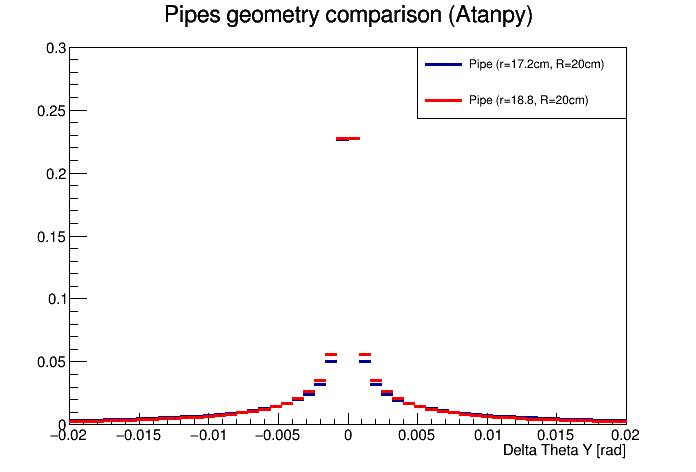 Pipes geometry comparison (Atanpy)
0.3
Pipe (r=17.2cm, R=20cm)
Pipe (r=18.8, R=20cm)
0.25
0.2
0.15
0.1
0.05
0
−0.02 −0.015 −0.01 −0.005 0 0.005 0.01 0.015 0.02
Delta Theta Y [rad]